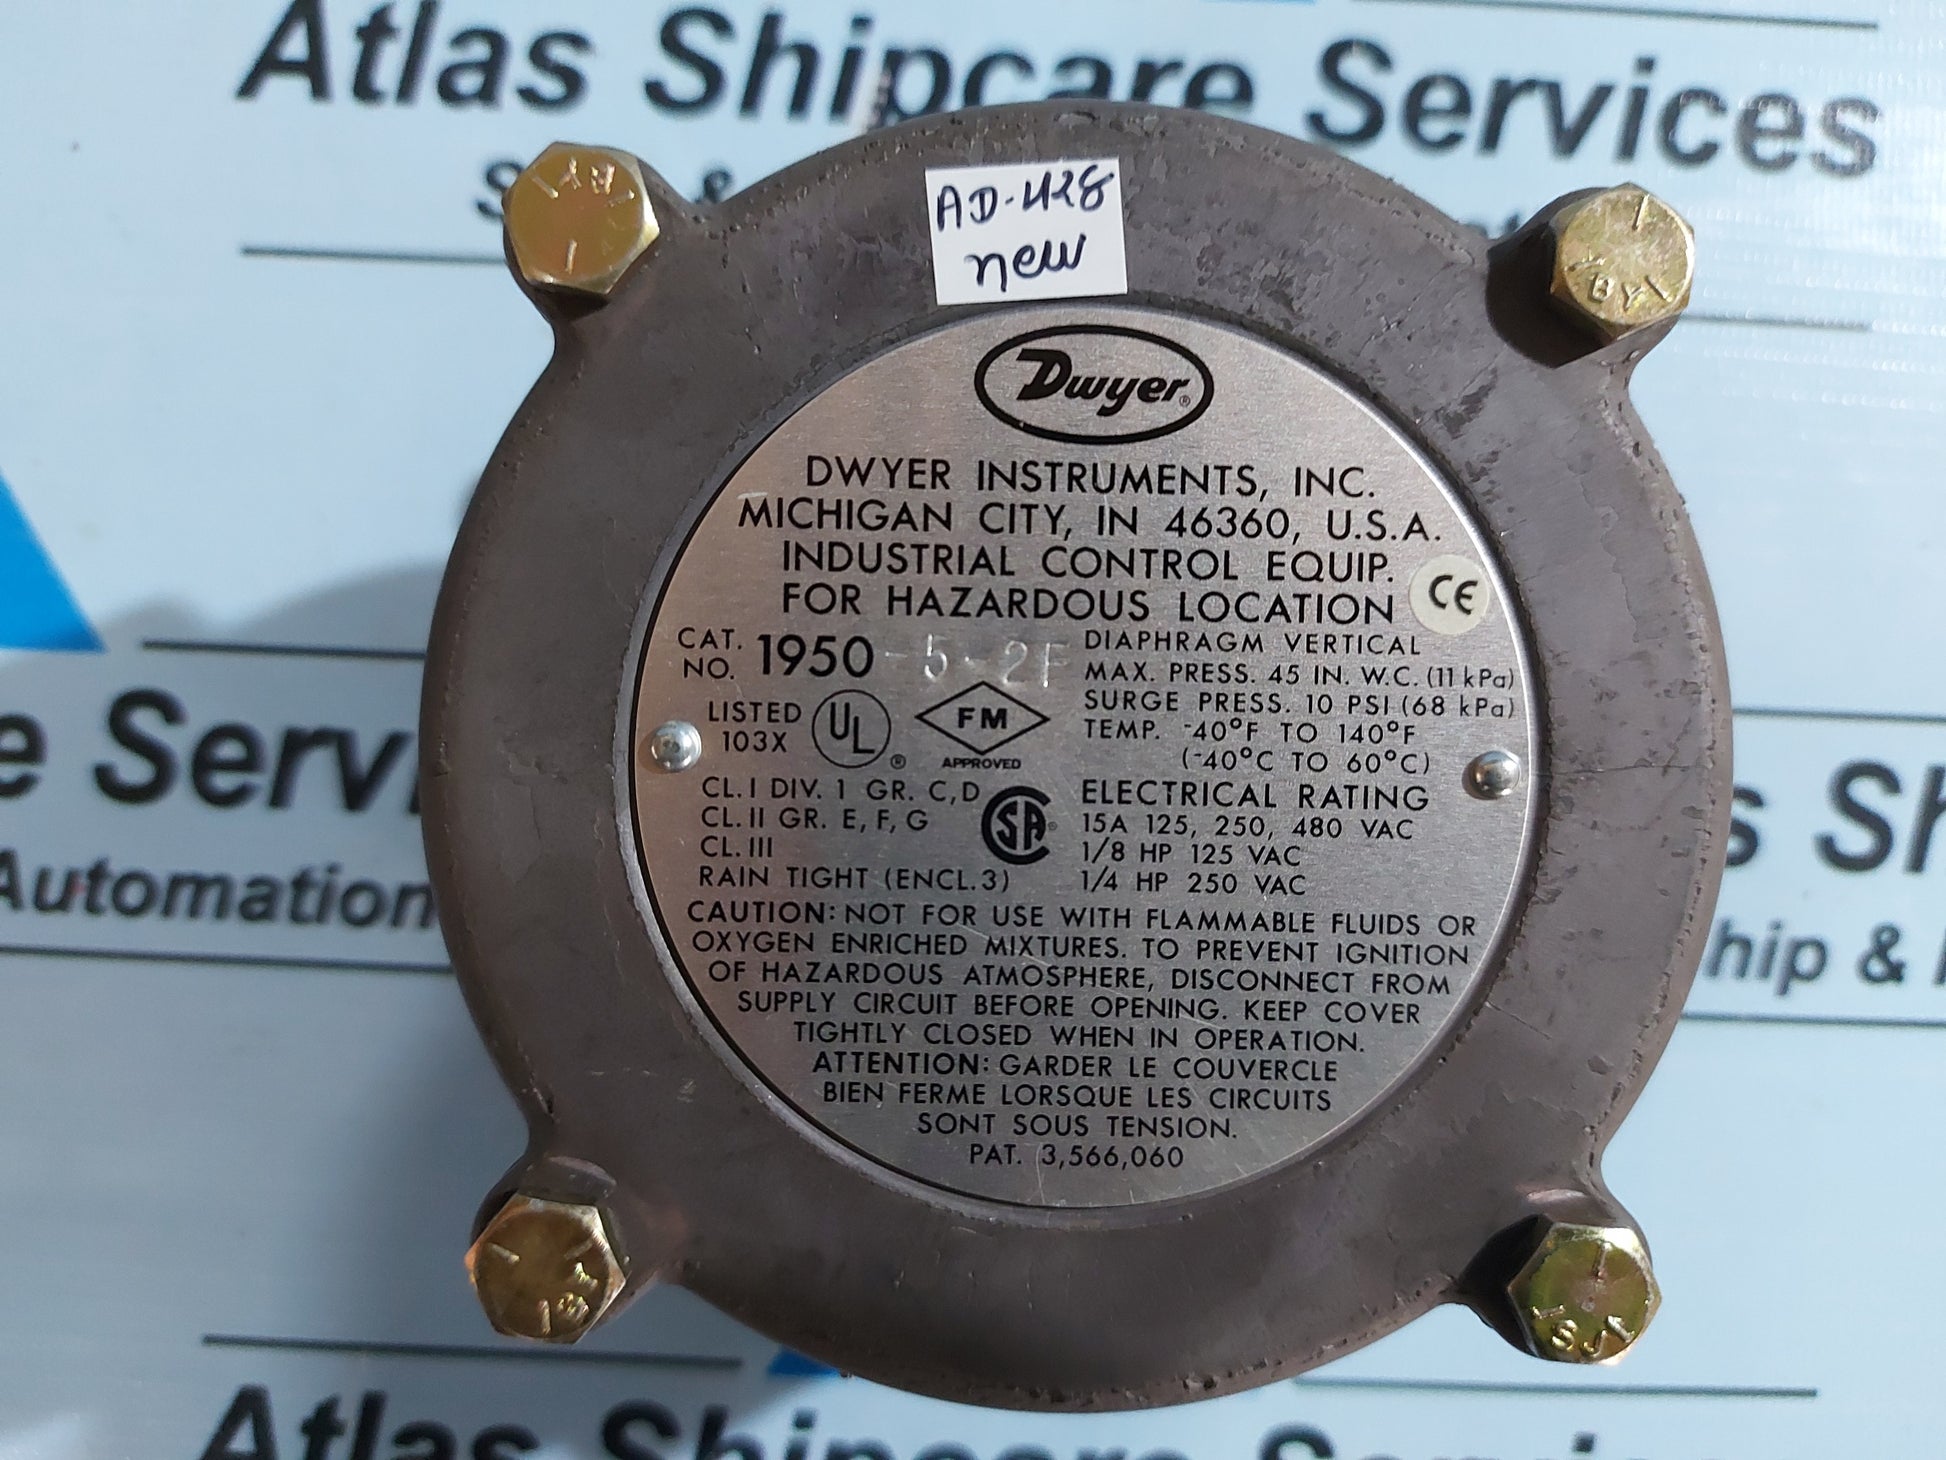 Atlas Shipcare Services
AD-428
new
Dwyer®
DWYER INSTRUMENTS, INC.
MICHIGAN CITY, IN 46360, U.S.A.
INDUSTRIAL CONTROL EQUIP.
FOR HAZARDOUS LOCATION
CE
CAT. NO. 1950-5-2F
LISTED 103X
UL®
FM
APPROVED
DIAPHRAGM VERTICAL
MAX. PRESS. 45 IN. W.C. (11 kPa)
SURGE PRESS. 10 PSI (68 kPa)
TEMP. -40°F TO 140°F
(-40°C TO 60°C)
CL. I DIV. 1 GR. C, D
CL. II GR. E, F, G
CL. III
RAIN TIGHT (ENCL.3)
SA®
ELECTRICAL RATING
15A 125, 250, 480 VAC
1/8 HP 125 VAC
1/4 HP 250 VAC
CAUTION: NOT FOR USE WITH FLAMMABLE FLUIDS OR
OXYGEN ENRICHED MIXTURES. TO PREVENT IGNITION
OF HAZARDOUS ATMOSPHERE, DISCONNECT FROM
SUPPLY CIRCUIT BEFORE OPENING. KEEP COVER
TIGHTLY CLOSED WHEN IN OPERATION.
ATTENTION: GARDER LE COUVERCLE
BIEN FERME LORSQUE LES CIRCUITS
SONT SOUS TENSION.
PAT. 3,566,060
e Servi
Automation
s Sh
hip &
Atlas Shipcare Services